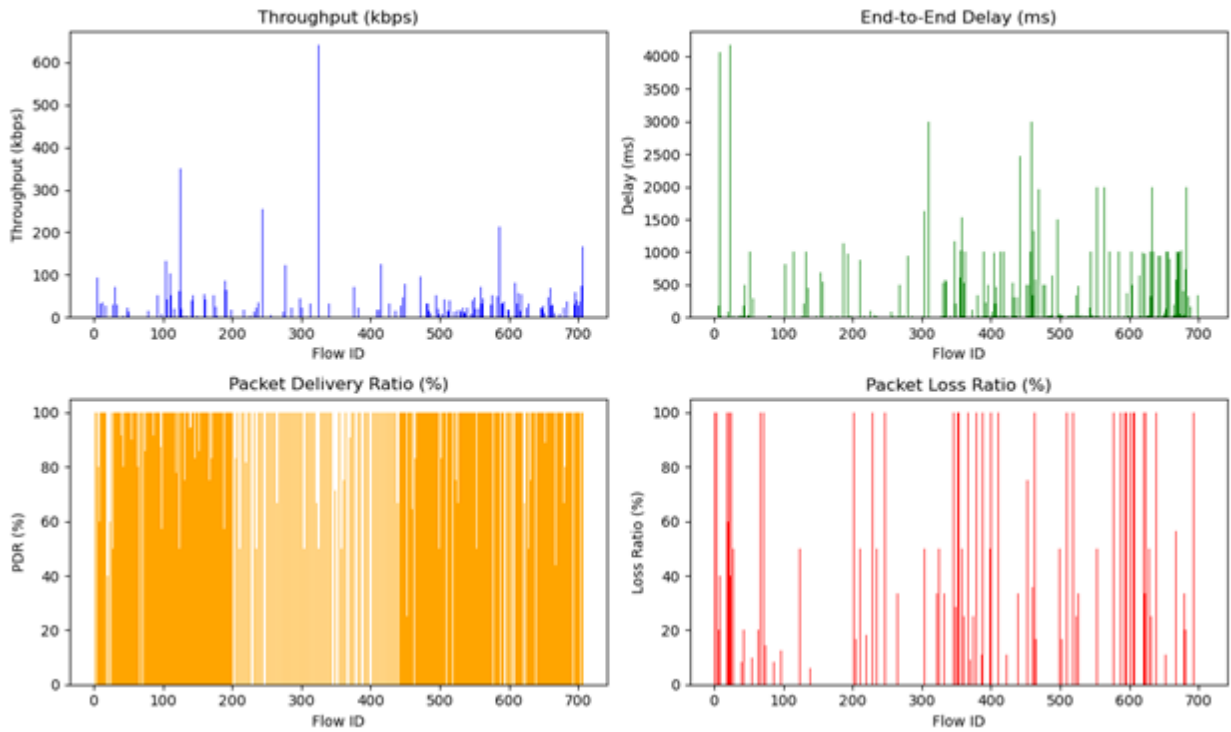 Throughput (kbps)
Throughput (kbps)
600
500
400
300
200
100
0
0 100 200 300 400 500 600 700
Flow ID
End-to-End Delay (ms)
Delay (ms)
4000
3500
3000
2500
2000
1500
1000
500
0
0 100 200 300 400 500 600 700
Flow ID
Packet Delivery Ratio (%)
PDR (%)
100
80
60
40
20
0
0 100 200 300 400 500 600 700
Flow ID
Packet Loss Ratio (%)
Loss Ratio (%)
100
80
60
40
20
0
0 100 200 300 400 500 600 700
Flow ID